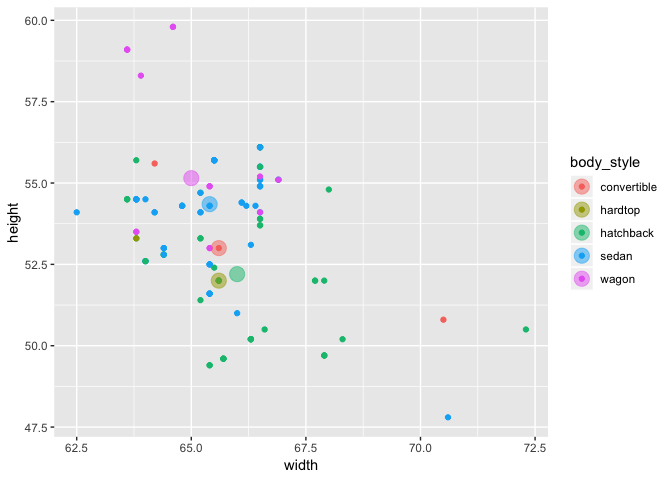 60.0
57.5
55.0
52.5
50.0
47.5
height
62.5 65.0 67.5 70.0 72.5
width
body_style
convertible
hardtop
hatchback
sedan
wagon